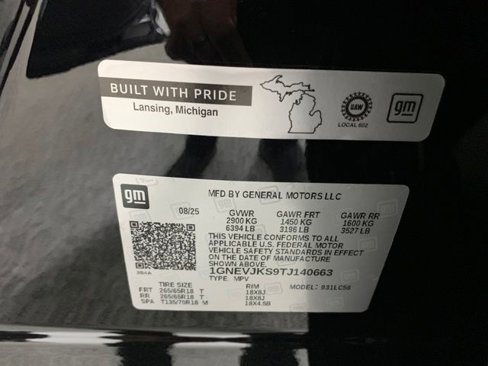 BUILT WITH PRIDE
Lansing, Michigan
UAW
LOCAL 602
gm
gm
MFD BY GENERAL MOTORS LLC
08/25 GVWR GAWR FRT GAWR RR
2900 KG 1450 KG 1600 KG
6394 LB 3196 LB 3527 LB
THIS VEHICLE CONFORMS TO ALL
APPLICABLE U.S. FEDERAL MOTOR
VEHICLE SAFETY STANDARDS IN EFFECT
ON THE DATE OF MANUFACTURE
SHOWN ABOVE.
1GNEVJKS9TJ140663
TYPE: MPV
TIRE SIZE RIM MODEL:
FRT 265/65R18 T 18X8J
RR 265/65R18 T 18X8J
SPA T135/70R18 M 18X4.5B